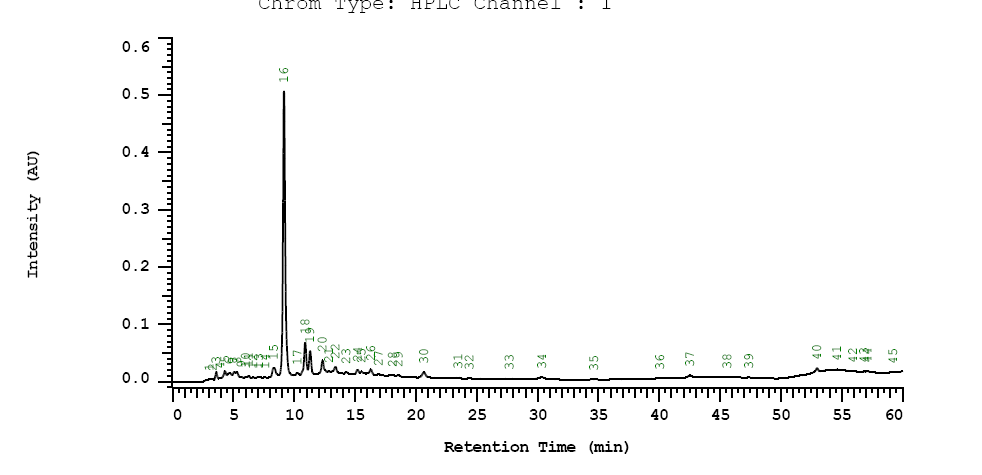 Chrom Type: HPLC Channel : 1
0.6
16
0.5
0.4
0.3
0.2
0.1
0.0
Intensity (AU)
15 17 18 19 20 22 23 26 27 28 29 30 31 32 33 34 35 36 37 38 39 40 41 42 44 45
0 5 10 15 20 25 30 35 40 45 50 55 60
Retention Time (min)